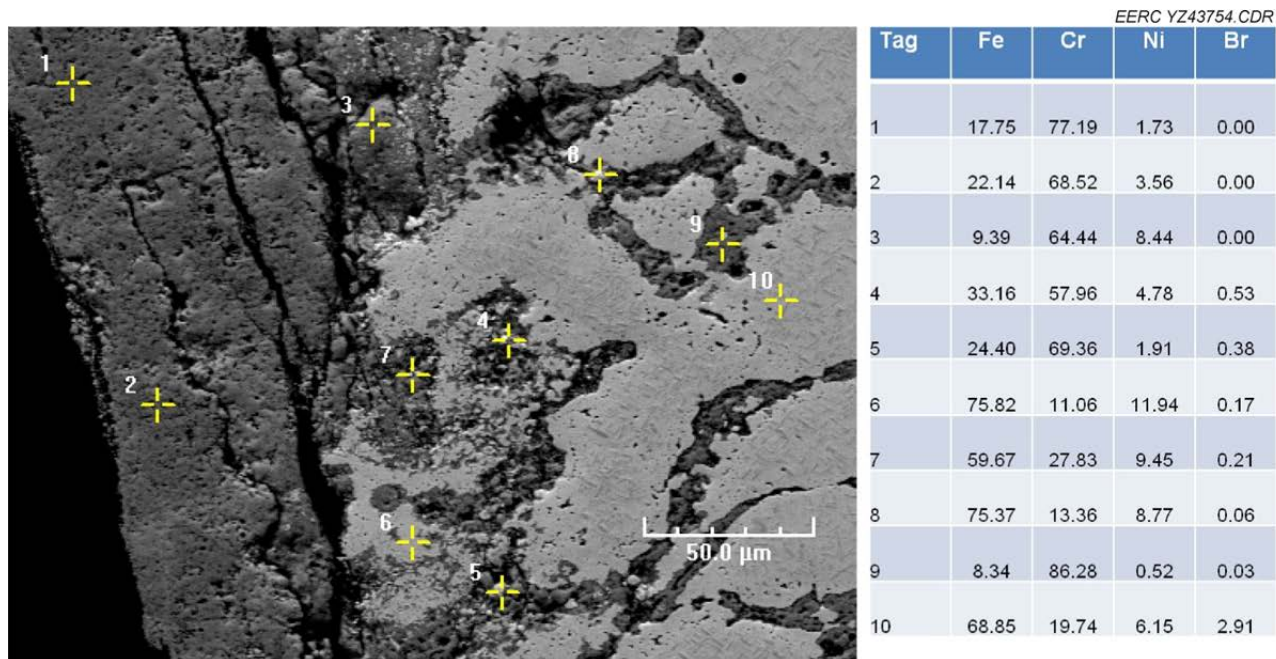 EERC YZ43754.CDR
Tag Fe Cr Ni Br
1 17.75 77.19 1.73 0.00
2 22.14 68.52 3.56 0.00
3 9.39 64.44 8.44 0.00
4 33.16 57.96 4.78 0.53
5 24.40 69.36 1.91 0.38
6 75.82 11.06 11.94 0.17
7 59.67 27.83 9.45 0.21
8 75.37 13.36 8.77 0.06
9 8.34 86.28 0.52 0.03
10 68.85 19.74 6.15 2.91
1
3
8
9
10
4
7
2
6
50.0 µm
5